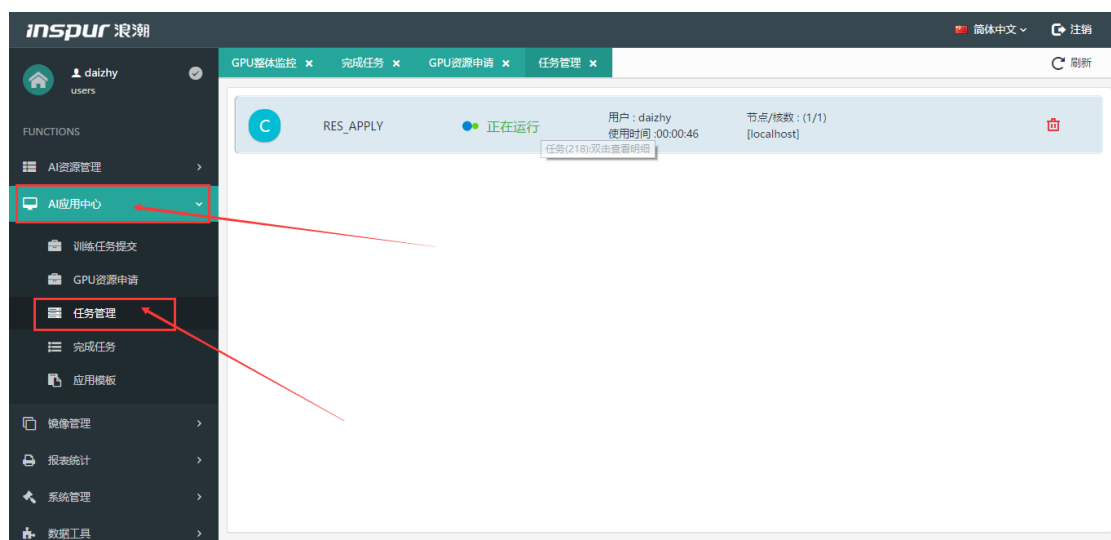 inspur 浪潮
简体中文
注销
daizhy
users
GPU整体监控
完成任务
GPU资源申请
任务管理
刷新
FUNCTIONS
AI资源管理
AI应用中心
训练任务提交
GPU资源申请
任务管理
完成任务
应用模板
镜像管理
报表统计
系统管理
数据工具
C
RES_APPLY
正在运行
用户 : daizhy
使用时间 :00:00:46
节点/核数 : (1/1)
[localhost]
任务(218):双击查看明细